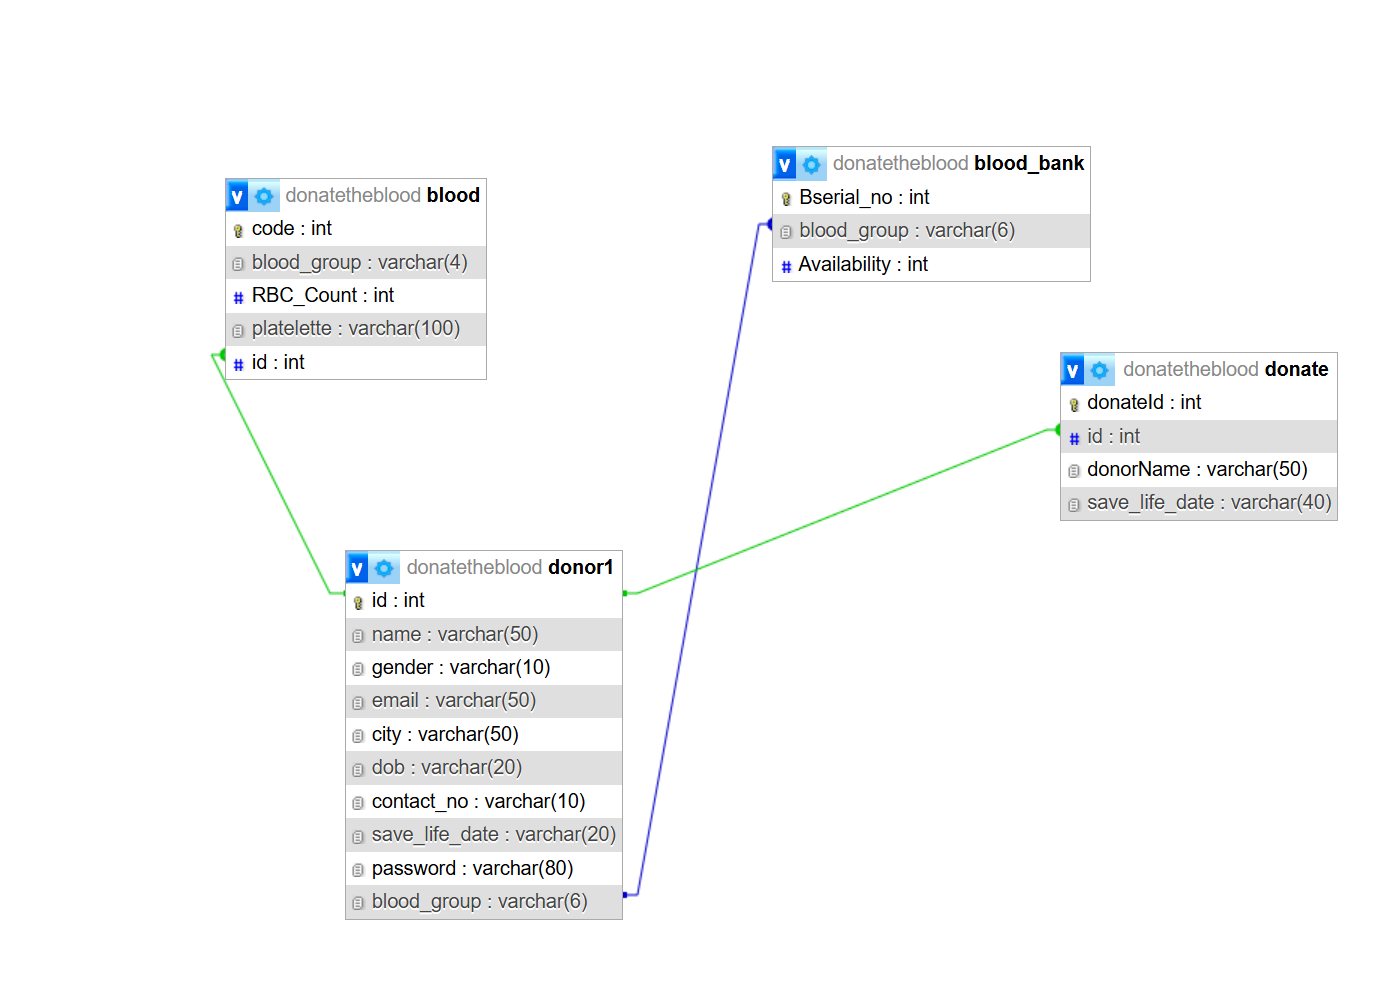 v donatetheblood blood
code : int
blood_group : varchar(4)
# RBC_Count : int
platelette : varchar(100)
# id : int
v donatetheblood blood_bank
Bserial_no : int
blood_group : varchar(6)
# Availability : int
v donatetheblood donate
donateId : int
# id : int
donorName : varchar(50)
save_life_date : varchar(40)
v donatetheblood donor1
id : int
name : varchar(50)
gender : varchar(10)
email : varchar(50)
city : varchar(50)
dob : varchar(20)
contact_no : varchar(10)
save_life_date : varchar(20)
password : varchar(80)
blood_group : varchar(6)